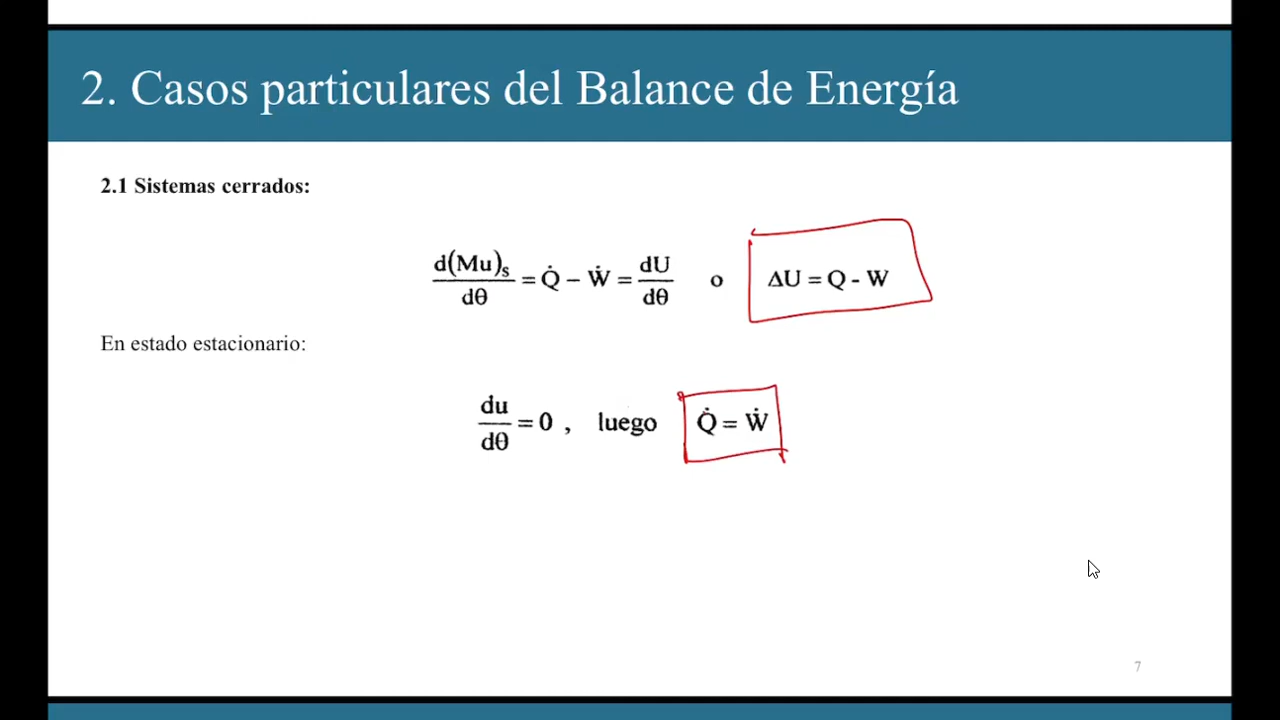 2. Casos particulares del Balance de Energía
2.1 Sistemas cerrados:
d(Mu)s/dθ = Q̇ − Ẇ = dU/dθ o ΔU = Q - W
En estado estacionario:
du/dθ = 0 , luego Q̇ = Ẇ
7